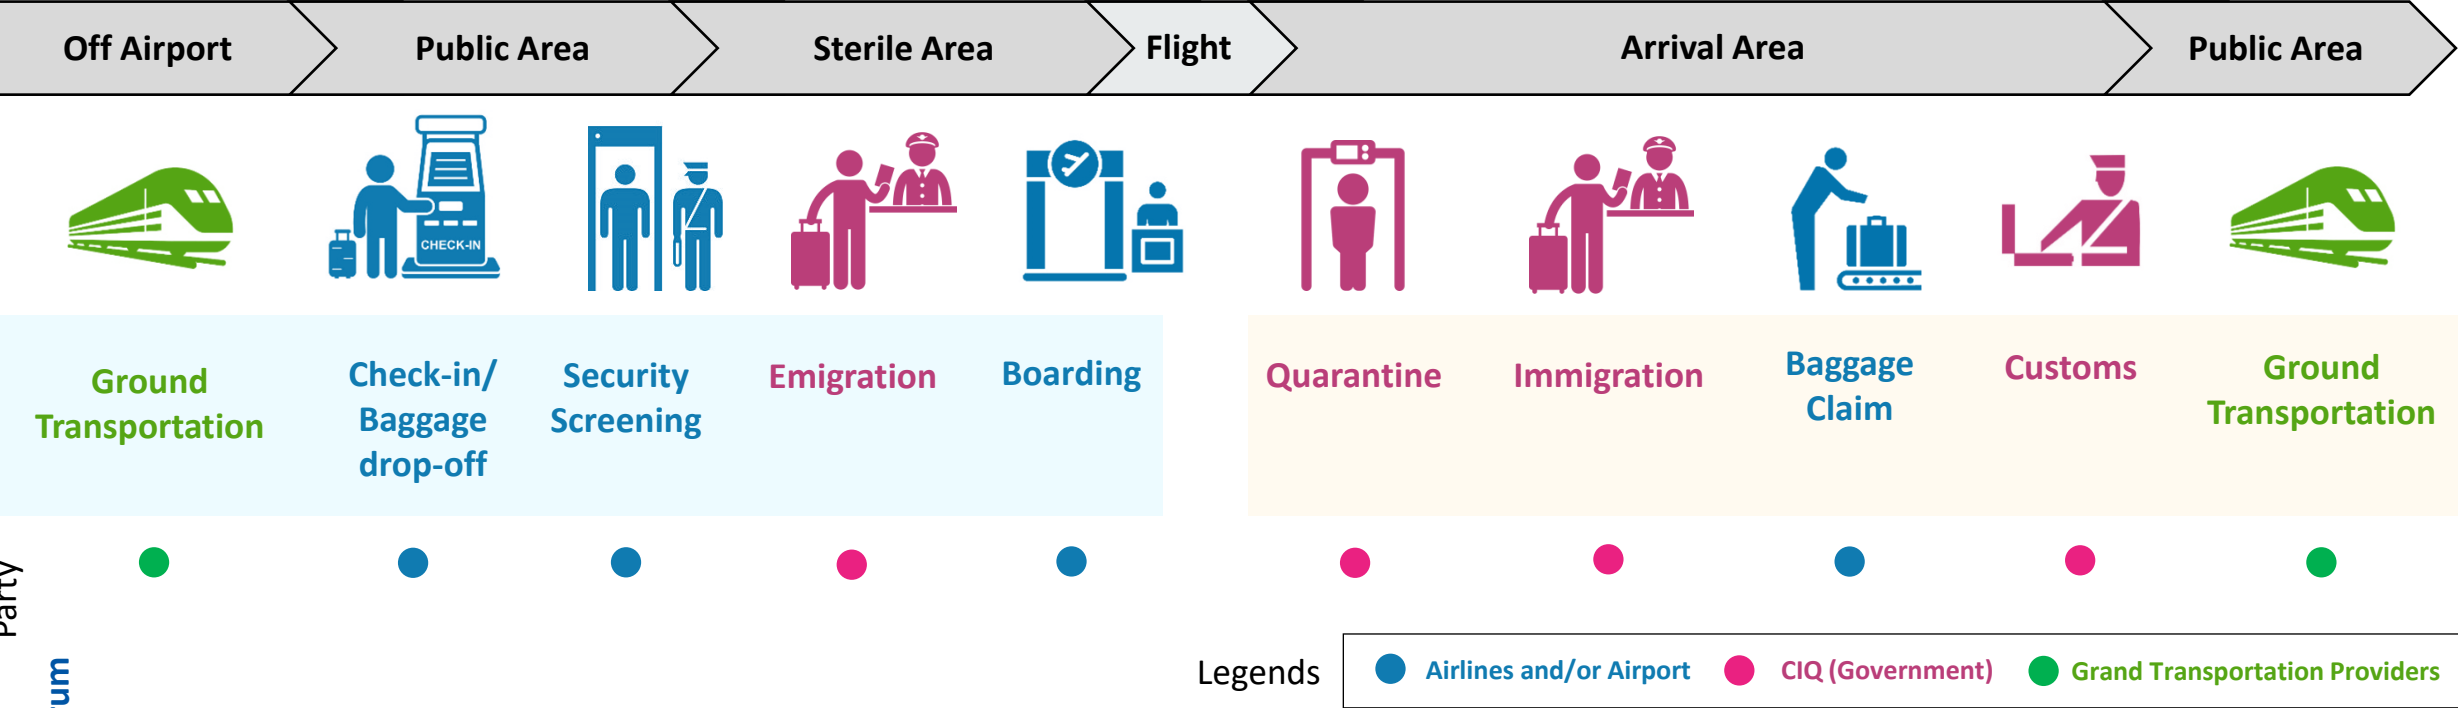 Off Airport
Public Area
Sterile Area
Flight
Arrival Area
Public Area
CHECK-IN
Ground
Transportation
Check-in/
Baggage
drop-off
Security
Screening
Emigration
Boarding
Quarantine
Immigration
Baggage
Claim
Customs
Ground
Transportation
Party
Legends
Airlines and/or Airport
CIQ (Government)
Grand Transportation Providers